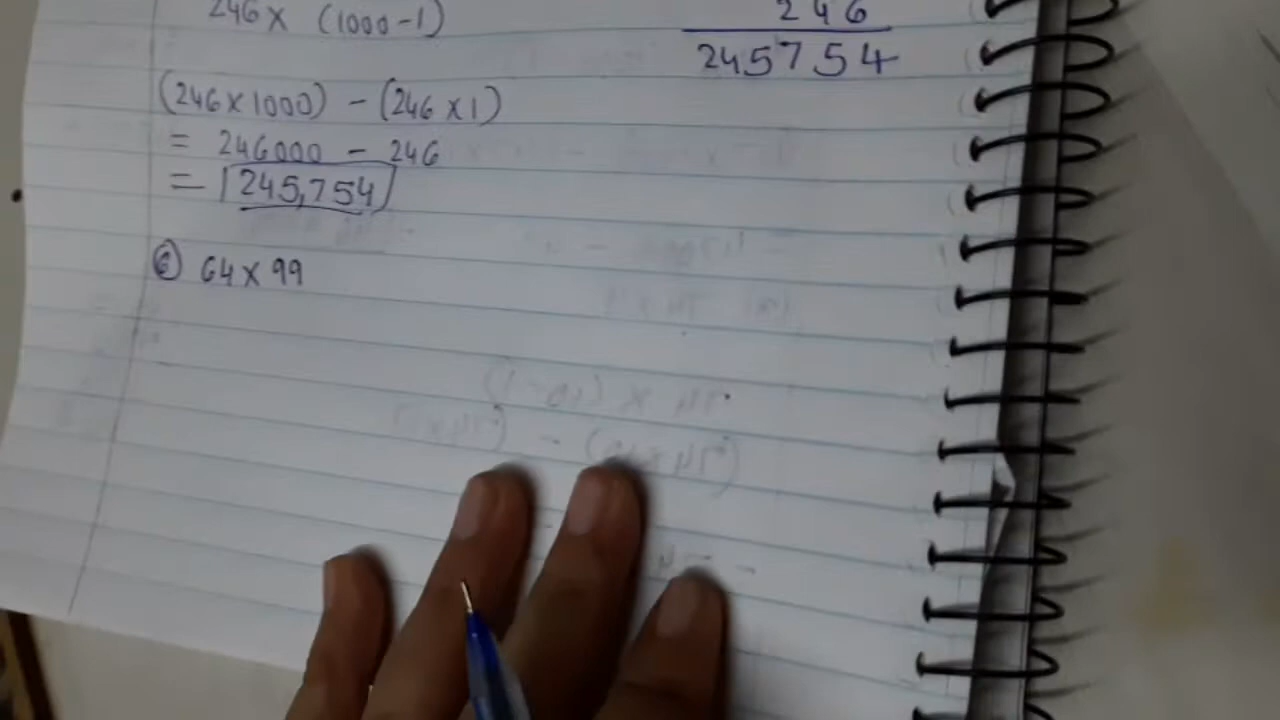 246 x (1000-1)
246
245754
(246 x 1000) - (246 x 1)
= 246000 - 246
= 245,754
⑥ 64 x 99